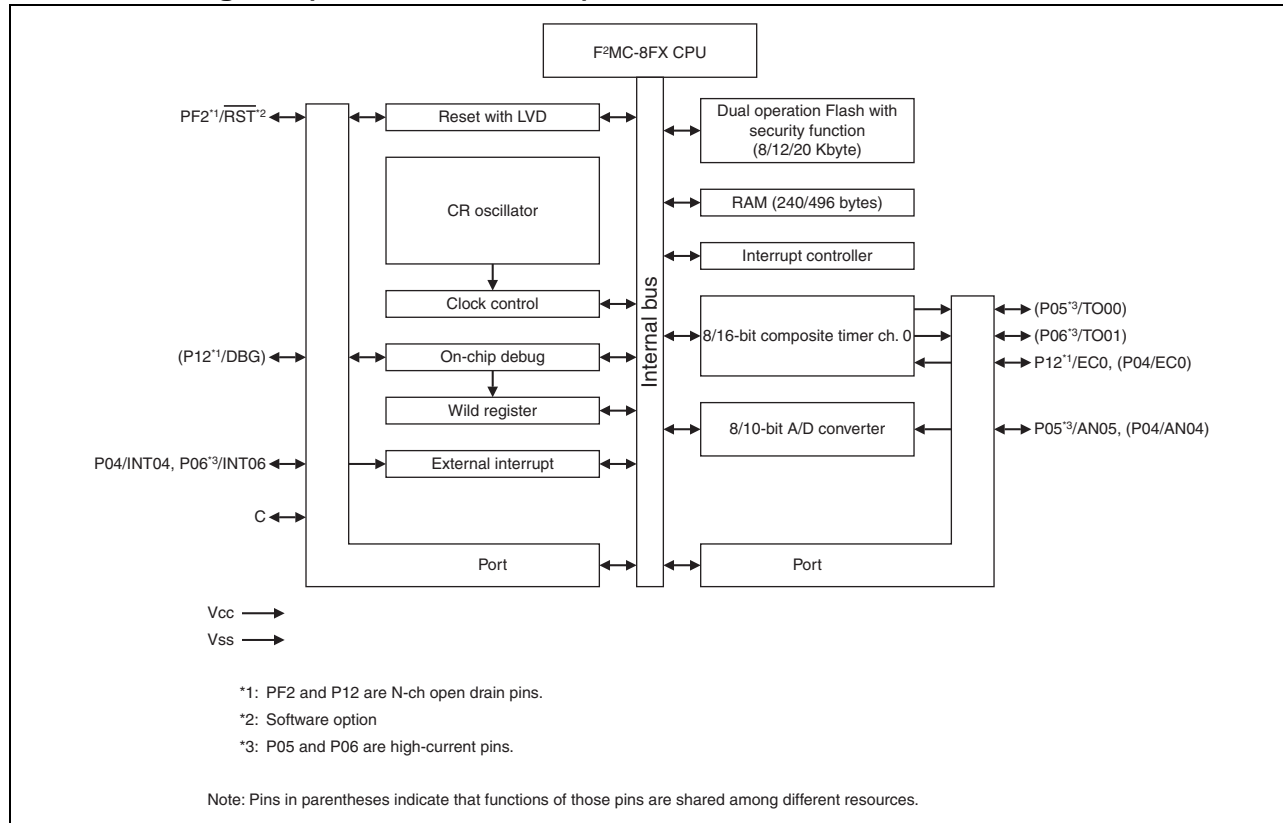 F²MC-8FX CPU
PF2*1/RST*2
Reset with LVD
Dual operation Flash with
security function
(8/12/20 Kbyte)
CR oscillator
RAM (240/496 bytes)
Interrupt controller
Clock control
Internal bus
8/16-bit composite timer ch. 0
(P05*3/TO00)
(P06*3/TO01)
P12*1/EC0, (P04/EC0)
(P12*1/DBG)
On-chip debug
Wild register
8/10-bit A/D converter
P05*3/AN05, (P04/AN04)
P04/INT04, P06*3/INT06
External interrupt
C
Port
Port
Vcc
Vss
*1: PF2 and P12 are N-ch open drain pins.
*2: Software option
*3: P05 and P06 are high-current pins.
Note: Pins in parentheses indicate that functions of those pins are shared among different resources.